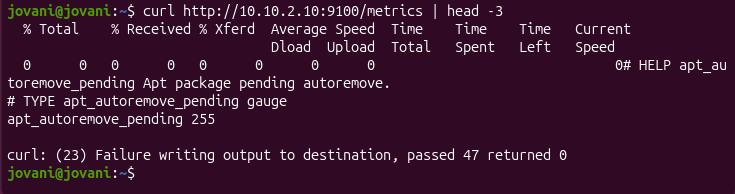 jovani@jovani:~$ curl http://10.10.2.10:9100/metrics | head -3
  % Total    % Received % Xferd  Average Speed   Time    Time     Time  Current
                                 Dload  Upload   Total   Spent    Left  Speed
  0     0    0     0    0     0      0      0                              0# HELP apt_au
toremove_pending Apt package pending autoremove.
# TYPE apt_autoremove_pending gauge
apt_autoremove_pending 255

curl: (23) Failure writing output to destination, passed 47 returned 0
jovani@jovani:~$